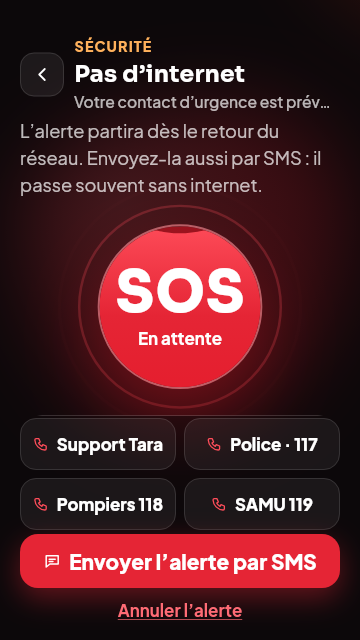 SÉCURITÉ
Pas d’internet
Votre contact d’urgence est prév…
L’alerte partira dès le retour du
réseau. Envoyez-la aussi par SMS : il
passe souvent sans internet.
SOS
En attente
Support Tara
Police · 117
Pompiers 118
SAMU 119
Envoyer l’alerte par SMS
Annuler l’alerte